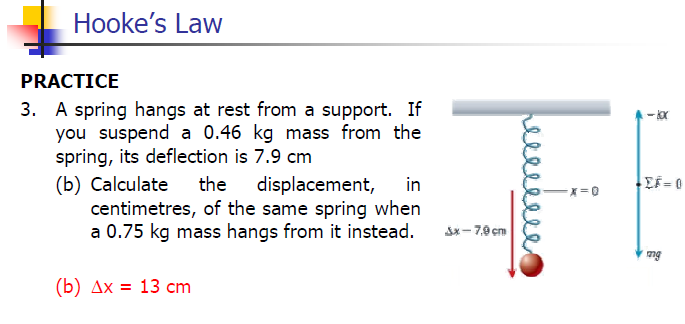 Hooke's Law
PRACTICE
3. A spring hangs at rest from a support. If
you suspend a 0.46 kg mass from the
spring, its deflection is 7.9 cm
(b) Calculate the displacement, in
centimetres, of the same spring when
a 0.75 kg mass hangs from it instead.
(b) Δx = 13 cm
Δx = 7.9 cm
x = 0
– kx
ΣF⃗ = 0
mg